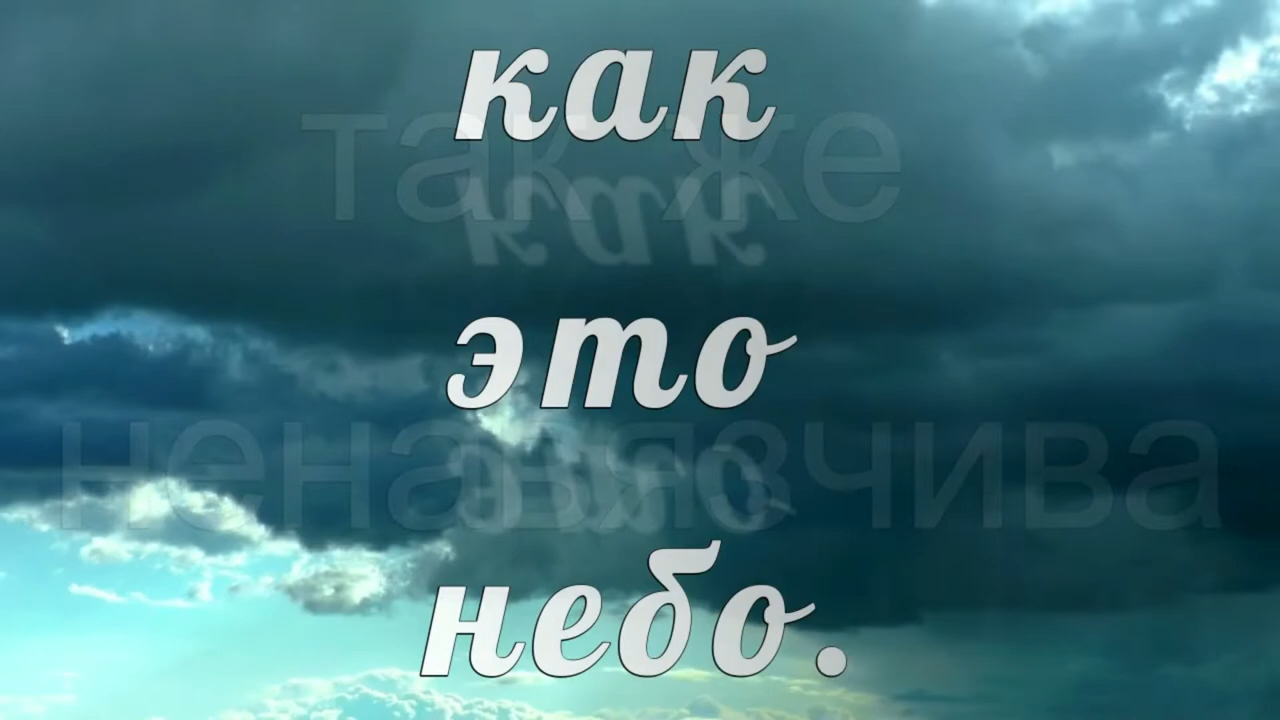 как
так же
это
ненавязчива
небо.